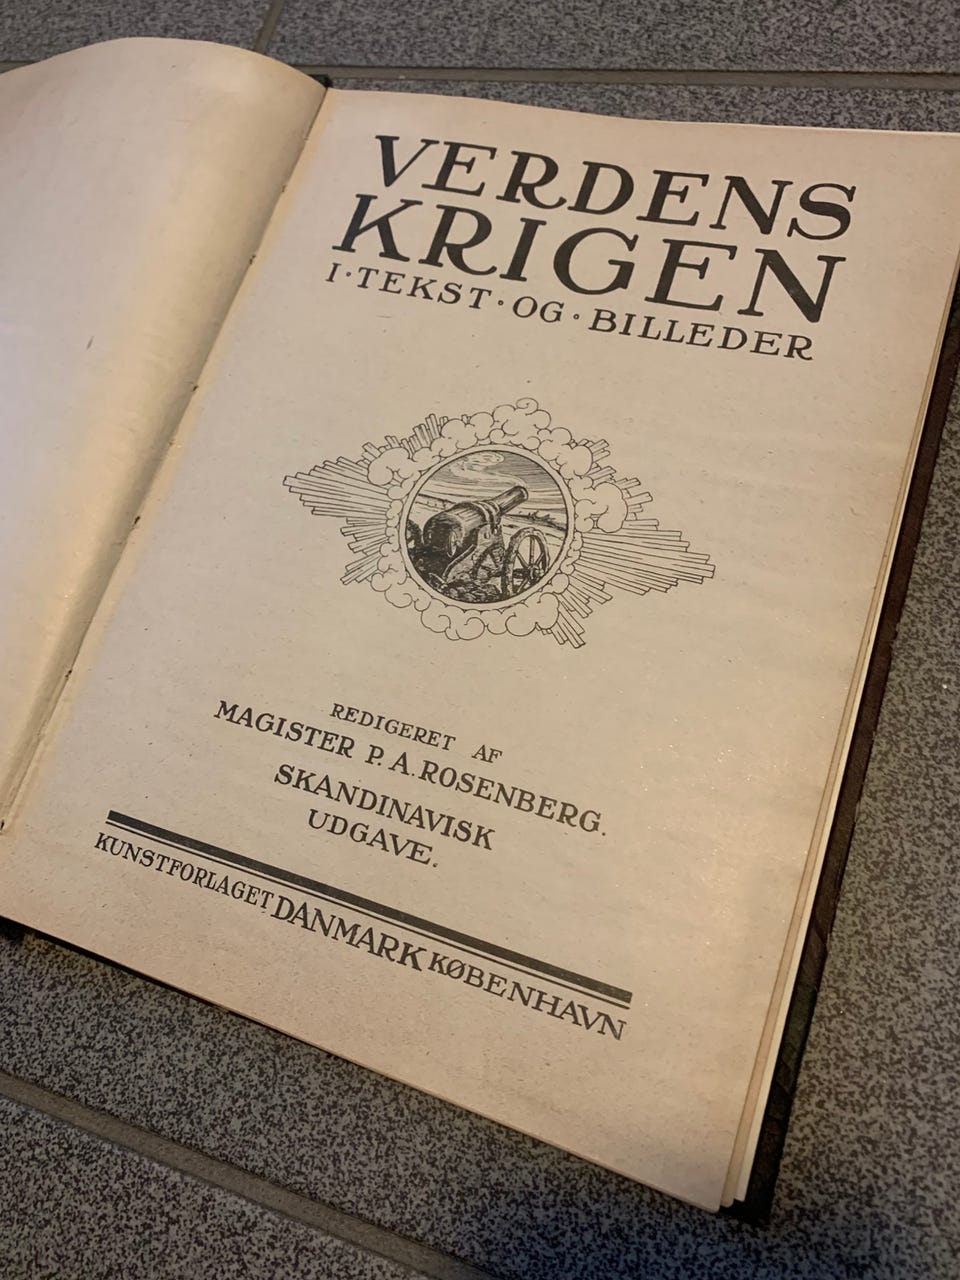 VERDENS
KRIGEN
I·TEKST·OG·BILLEDER
REDIGERET AF
MAGISTER P. A. ROSENBERG.
SKANDINAVISK
UDGAVE.
KUNSTFORLAGET DANMARK KØBENHAVN